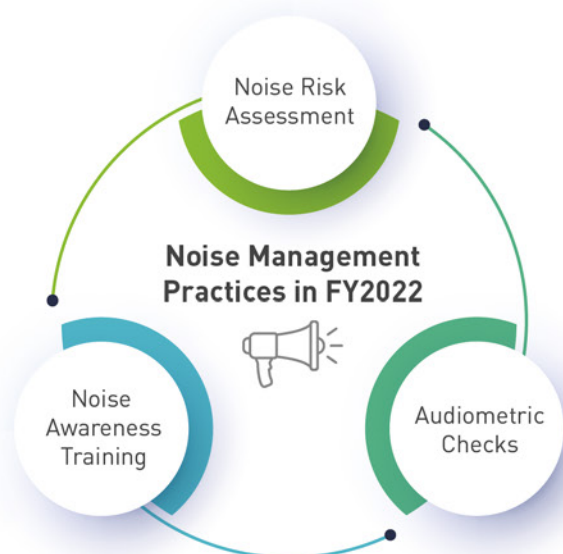 Noise Risk
Assessment
Noise Management
Practices in FY2022
Noise
Awareness
Training
Audiometric
Checks